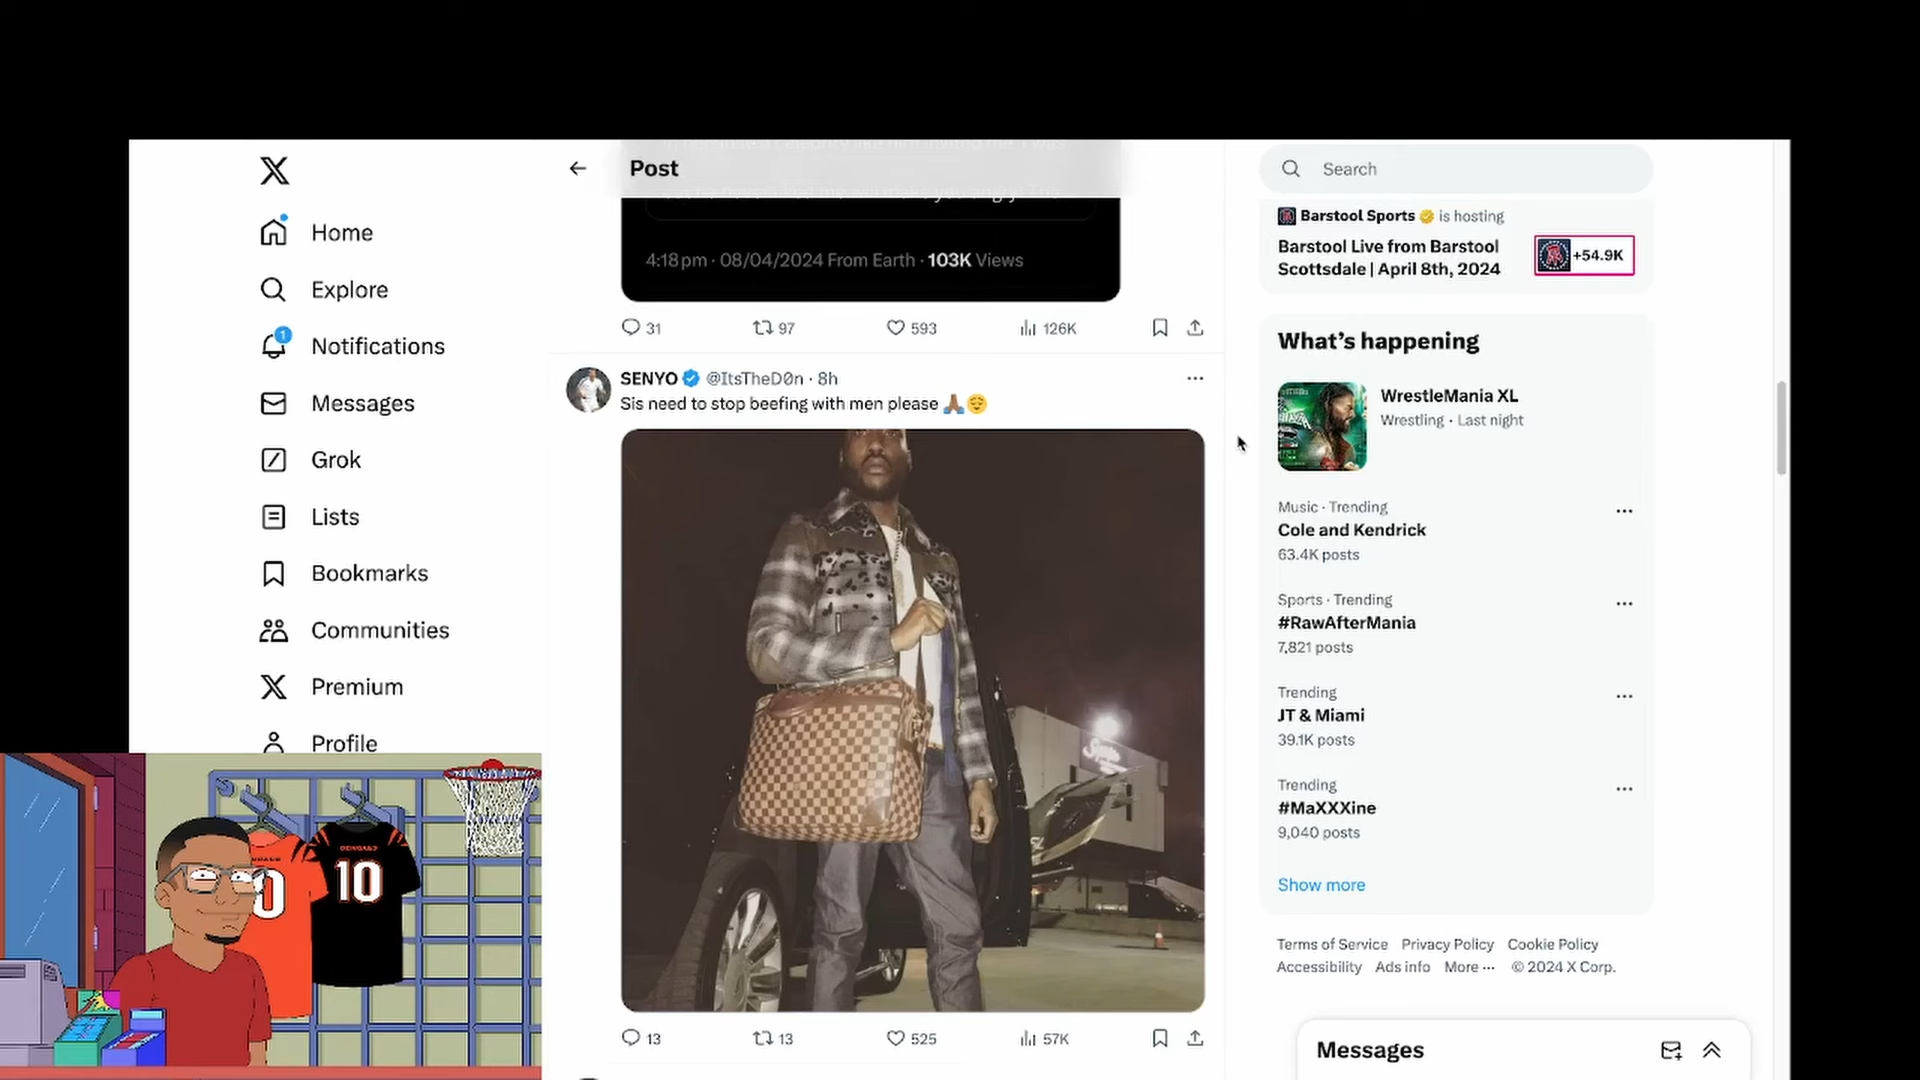 Post
4:18 pm · 08/04/2024 From Earth · 103K Views
31
97
593
126K
SENYO @ItsTheD0n · 8h
Sis need to stop beefing with men please 🙏🏾😌
13
13
525
57K
Home
Explore
1
Notifications
Messages
Grok
Lists
Bookmarks
Communities
Premium
Profile
BENGALS
10
0
Search
Barstool Sports is hosting
Barstool Live from Barstool
Scottsdale | April 8th, 2024
+54.9K
What's happening
WrestleMania XL
Wrestling · Last night
Music · Trending
Cole and Kendrick
63.4K posts
Sports · Trending
#RawAfterMania
7,821 posts
Trending
JT & Miami
39.1K posts
Trending
#MaXXXine
9,040 posts
Show more
Terms of Service Privacy Policy Cookie Policy
Accessibility Ads info More ··· © 2024 X Corp.
Messages